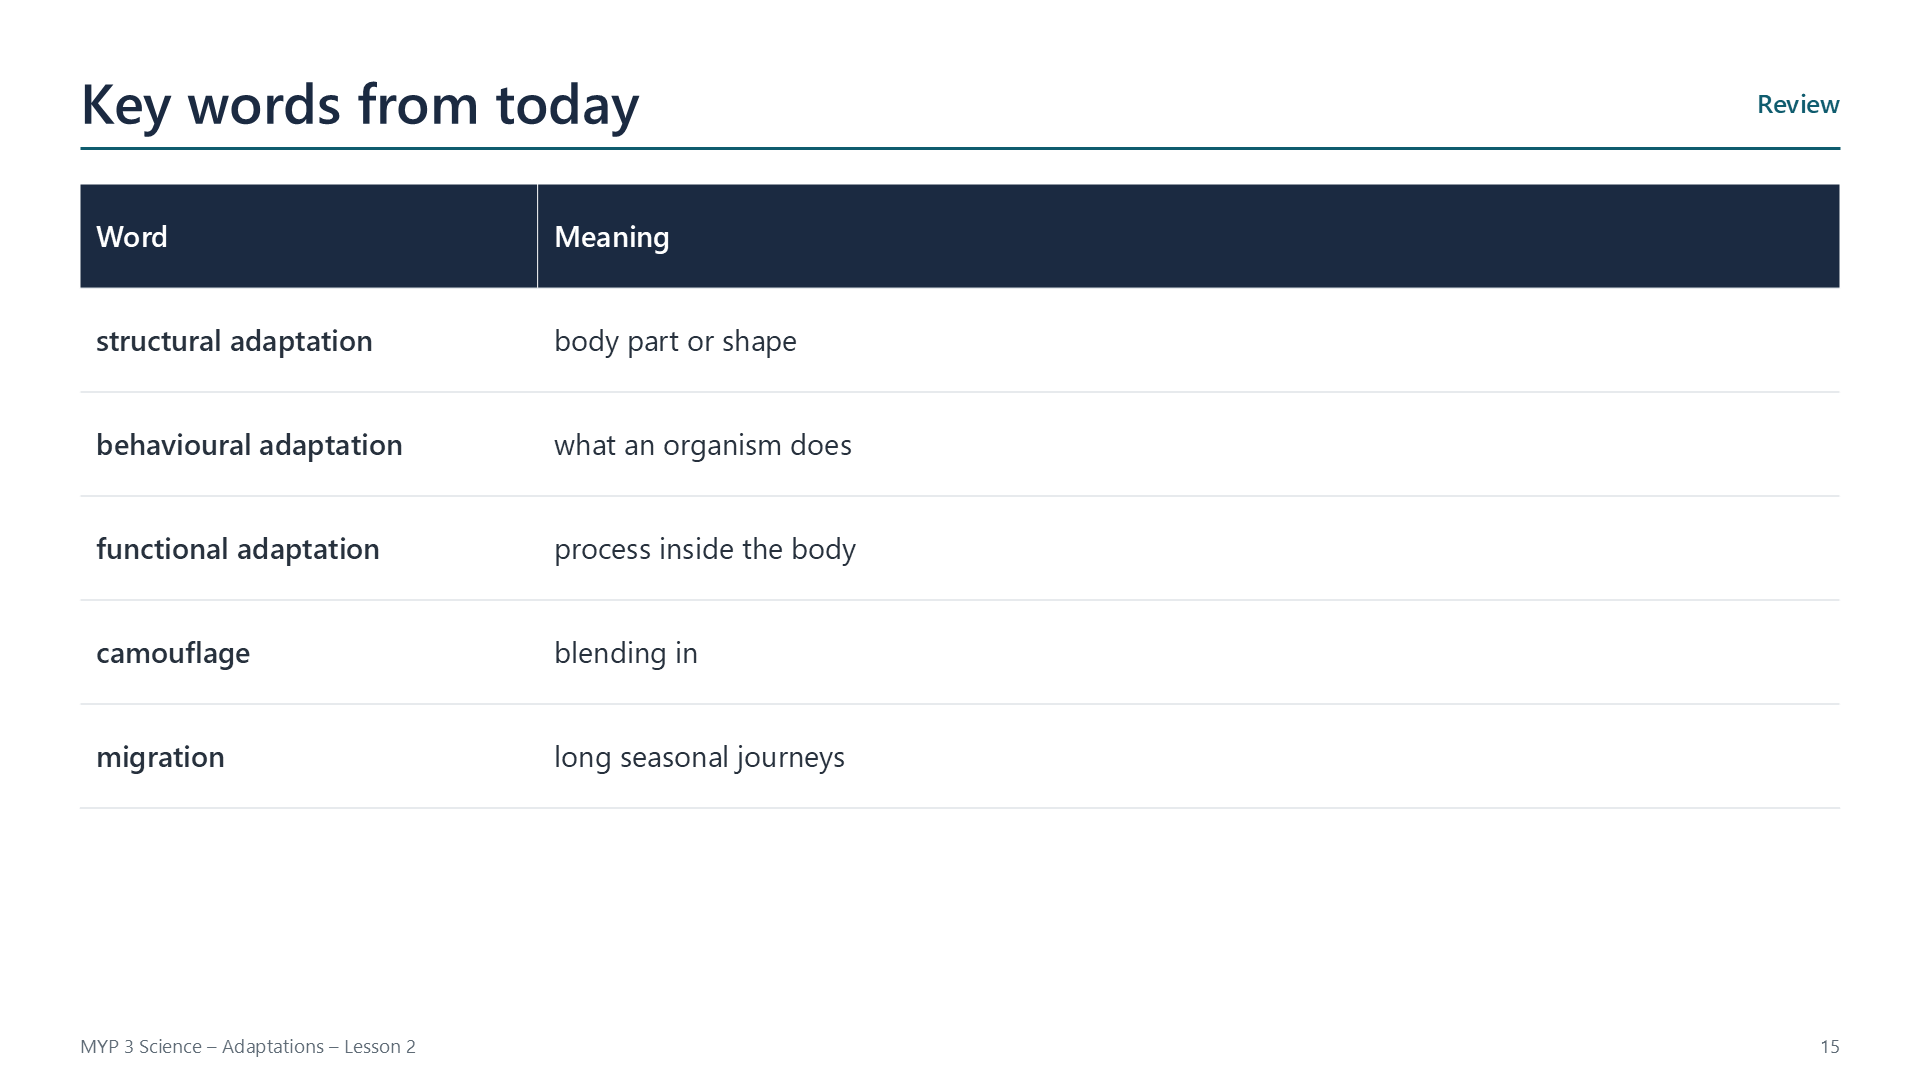 Key words from today
Review
Word Meaning
structural adaptation body part or shape
behavioural adaptation what an organism does
functional adaptation process inside the body
camouflage blending in
migration long seasonal journeys
MYP 3 Science – Adaptations – Lesson 2
15